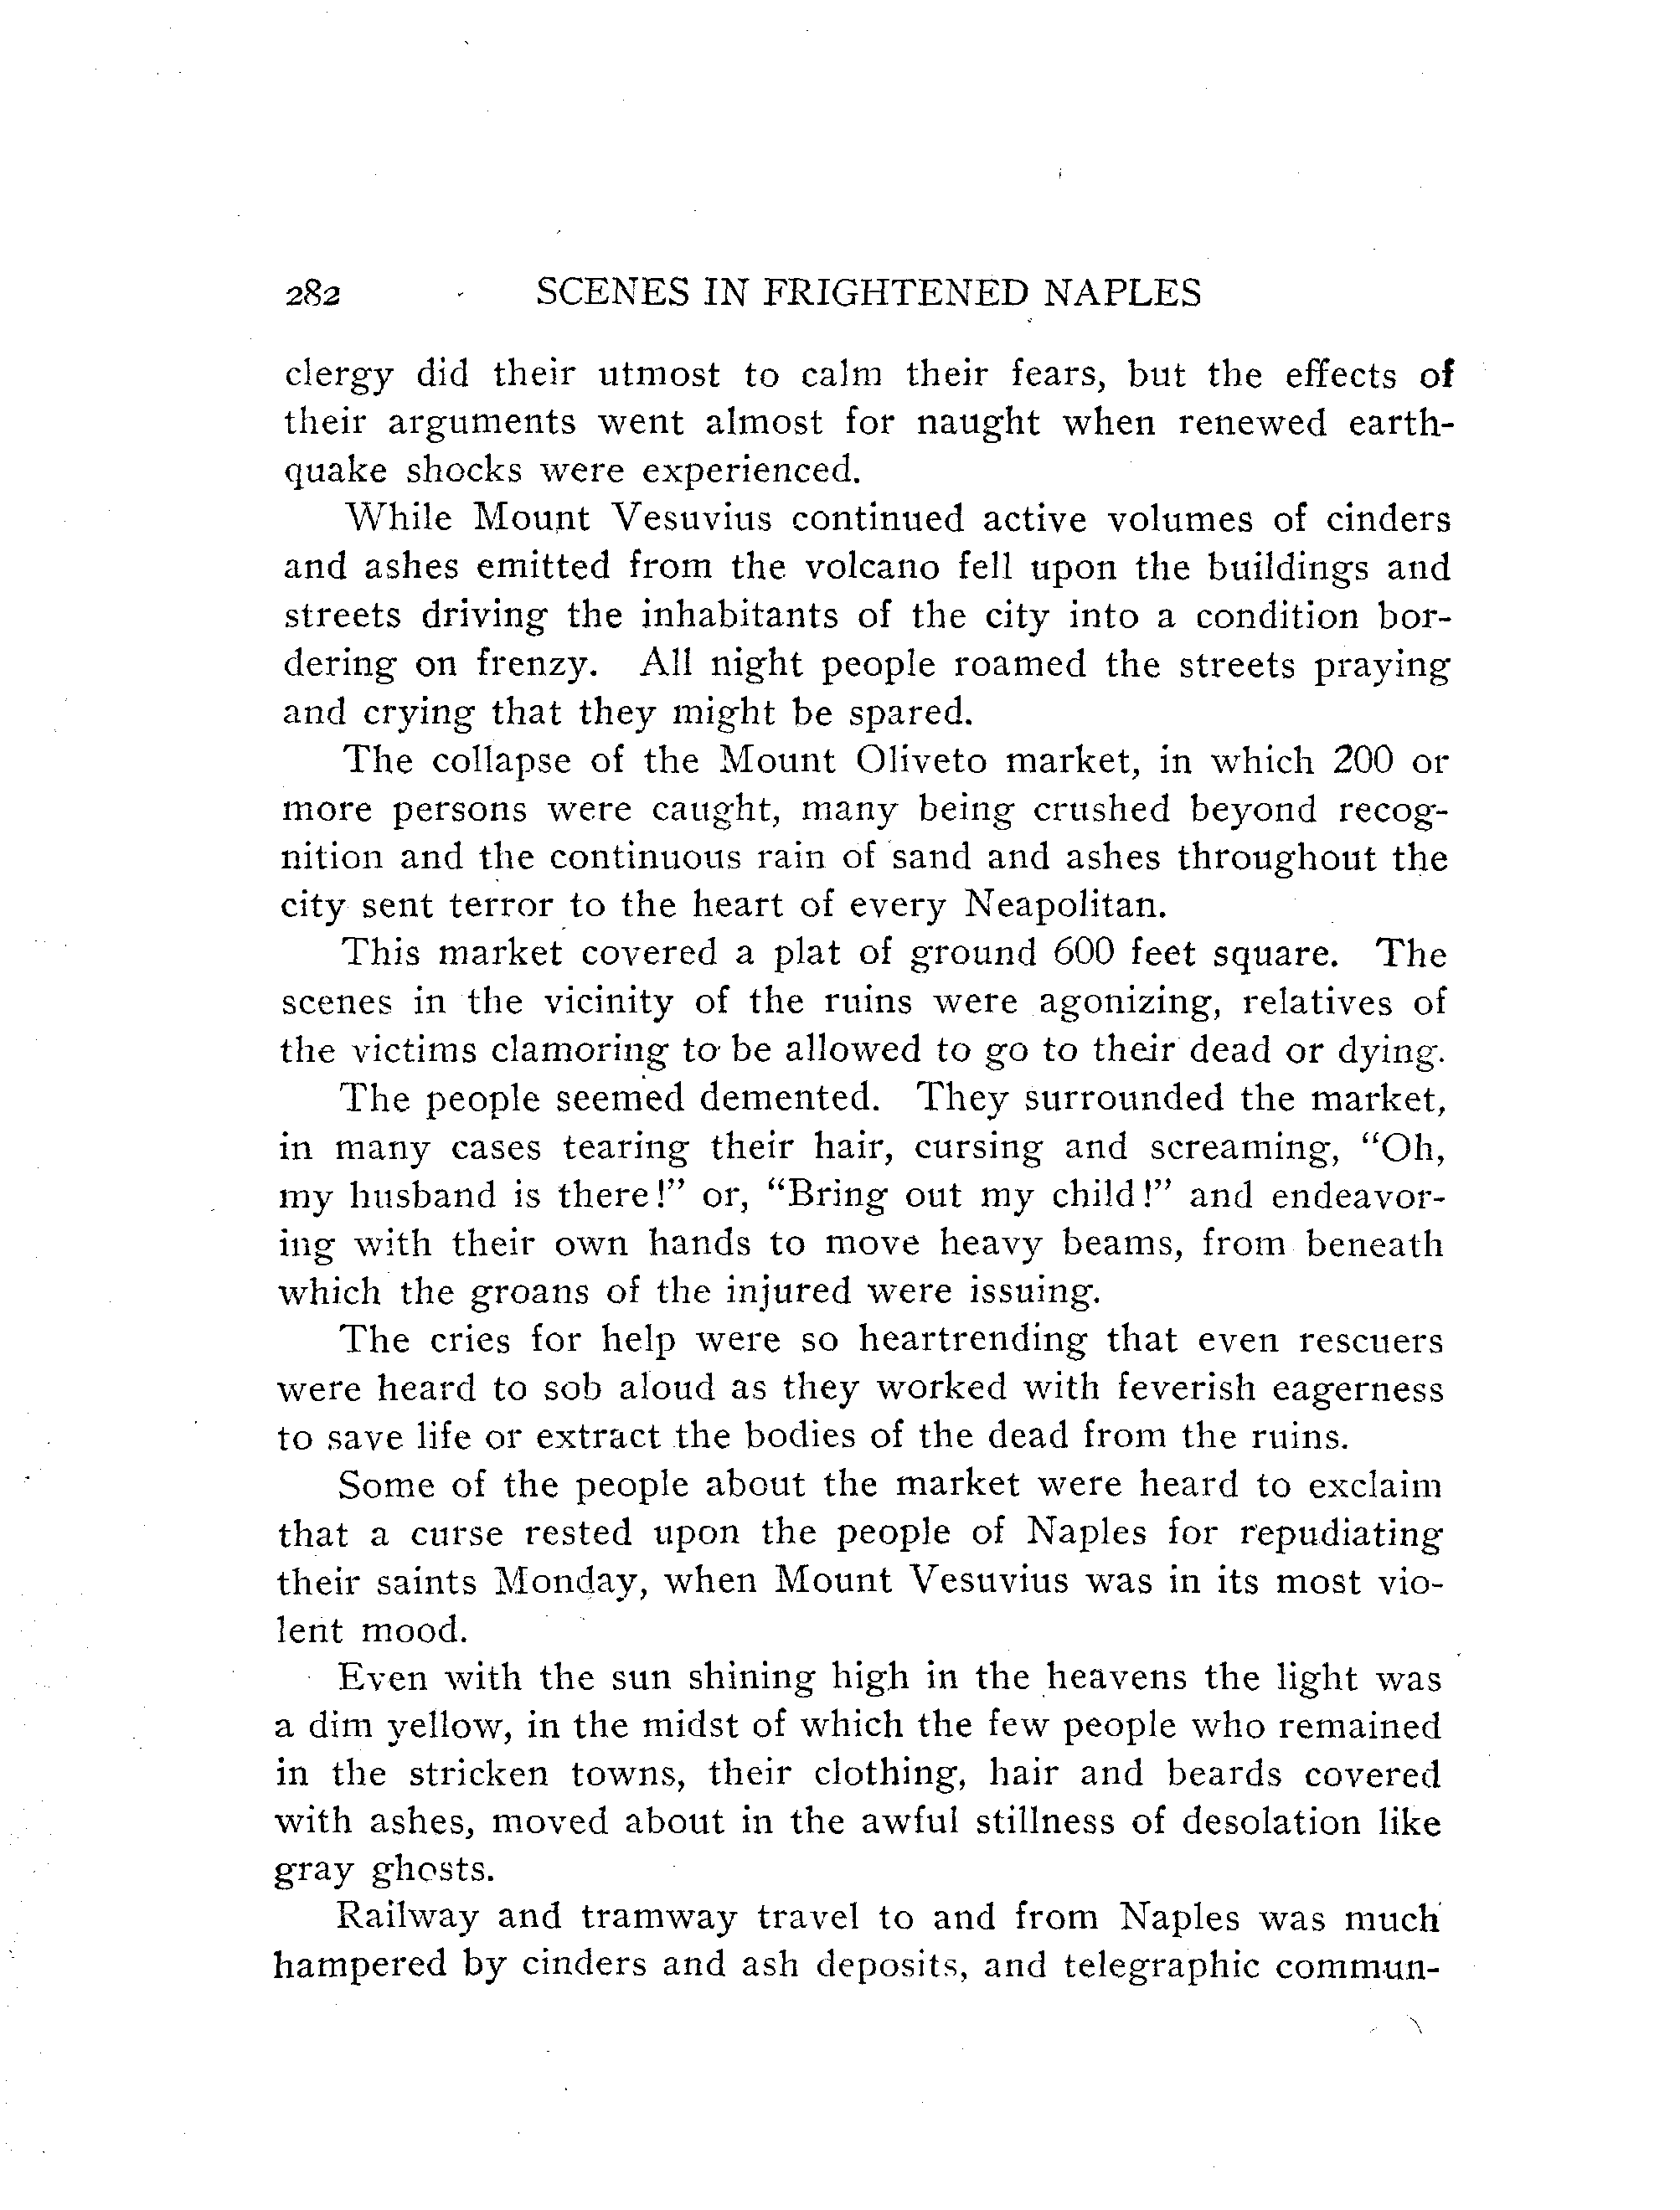 282 SCENES IN FRIGHTENED NAPLES
clergy did their utmost to calm their fears, but the effects of
their arguments went almost for naught when renewed earth-
quake shocks were experienced.
While Mount Vesuvius continued active volumes of cinders
and ashes emitted from the volcano fell upon the buildings and
streets driving the inhabitants of the city into a condition bor-
dering on frenzy. All night people roamed the streets praying
and crying that they might be spared.
The collapse of the Mount Oliveto market, in which 200 or
more persons were caught, many being crushed beyond recog-
nition and the continuous rain of sand and ashes throughout the
city sent terror to the heart of every Neapolitan.
This market covered a plat of ground 600 feet square. The
scenes in the vicinity of the ruins were agonizing, relatives of
the victims clamoring to be allowed to go to their dead or dying.
The people seemed demented. They surrounded the market,
in many cases tearing their hair, cursing and screaming, “Oh,
my husband is there!” or, “Bring out my child!” and endeavor-
ing with their own hands to move heavy beams, from beneath
which the groans of the injured were issuing.
The cries for help were so heartrending that even rescuers
were heard to sob aloud as they worked with feverish eagerness
to save life or extract the bodies of the dead from the ruins.
Some of the people about the market were heard to exclaim
that a curse rested upon the people of Naples for repudiating
their saints Monday, when Mount Vesuvius was in its most vio-
lent mood.
Even with the sun shining high in the heavens the light was
a dim yellow, in the midst of which the few people who remained
in the stricken towns, their clothing, hair and beards covered
with ashes, moved about in the awful stillness of desolation like
gray ghosts.
Railway and tramway travel to and from Naples was much
hampered by cinders and ash deposits, and telegraphic commun-